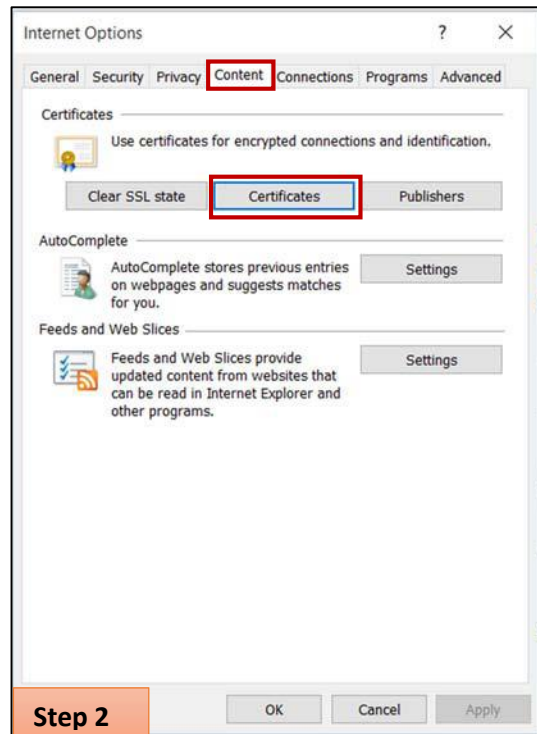 Internet Options ? ✕
General Security Privacy Content Connections Programs Advanced
Certificates
Use certificates for encrypted connections and identification.
Clear SSL state Certificates Publishers
AutoComplete
AutoComplete stores previous entries
on webpages and suggests matches
for you.
Settings
Feeds and Web Slices
Feeds and Web Slices provide
updated content from websites that
can be read in Internet Explorer and
other programs.
Settings
Step 2
OK Cancel Apply